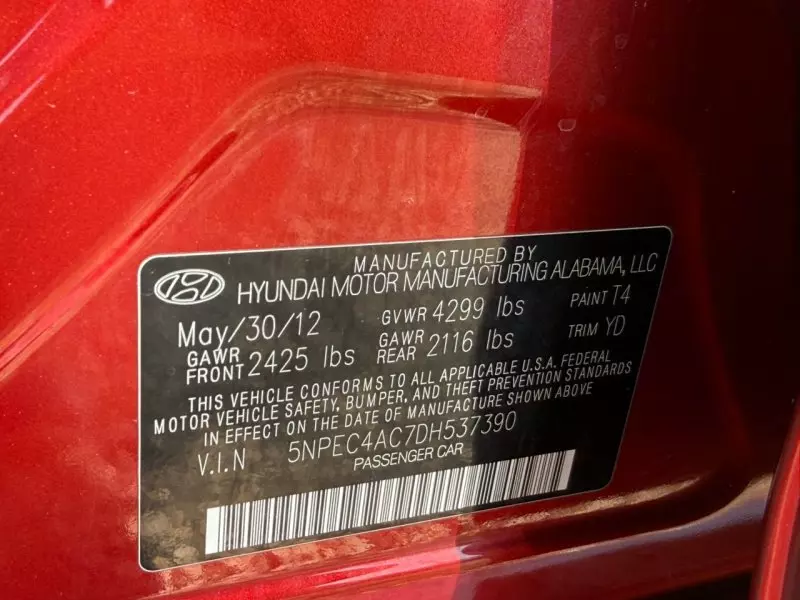 MANUFACTURED BY
HYUNDAI MOTOR MANUFACTURING ALABAMA, LLC
May/30/12 GVWR 4299 lbs PAINT T4
GAWR FRONT 2425 lbs GAWR REAR 2116 lbs TRIM YD
THIS VEHICLE CONFORMS TO ALL APPLICABLE U.S.A. FEDERAL
MOTOR VEHICLE SAFETY, BUMPER, AND THEFT PREVENTION STANDARDS
IN EFFECT ON THE DATE OF MANUFACTURE SHOWN ABOVE
V.I.N 5NPEC4AC7DH537390
PASSENGER CAR